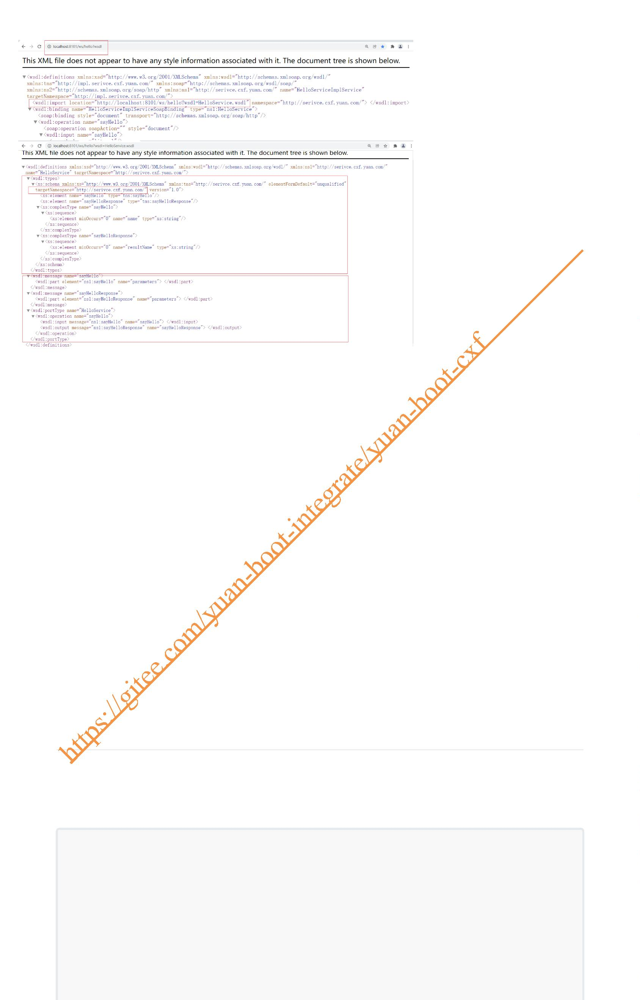 localhost:8101/ws/hello?wsdl
This XML file does not appear to have any style information associated with it. The document tree is shown below.
▼<wsdl:definitions xmlns:xsd="http://www.w3.org/2001/XMLSchema" xmlns:wsdl="http://schemas.xmlsoap.org/wsdl/"
xmlns:tns="http://impl.serivce.cxf.yuan.com/" xmlns:soap="http://schemas.xmlsoap.org/wsdl/soap/"
xmlns:ns2="http://schemas.xmlsoap.org/soap/http" xmlns:ns1="http://serivce.cxf.yuan.com/" name="HelloServiceImplService"
targetNamespace="http://impl.serivce.cxf.yuan.com/">
<wsdl:import location="http://localhost:8101/ws/hello?wsdl=HelloService.wsdl" namespace="http://serivce.cxf.yuan.com/"> </wsdl:import>
▼<wsdl:binding name="HelloServiceImplServiceSoapBinding" type="ns1:HelloService">
<soap:binding style="document" transport="http://schemas.xmlsoap.org/soap/http"/>
▼<wsdl:operation name="sayHello">
<soap:operation soapAction="" style="document"/>
▼<wsdl:input name="sayHello">
localhost:8101/ws/hello?wsdl=HelloService.wsdl
This XML file does not appear to have any style information associated with it. The document tree is shown below.
▼<wsdl:definitions xmlns:xsd="http://www.w3.org/2001/XMLSchema" xmlns:wsdl="http://schemas.xmlsoap.org/wsdl/" xmlns:ns1="http://serivce.cxf.yuan.com/"
name="HelloService" targetNamespace="http://serivce.cxf.yuan.com/">
▼<wsdl:types>
▼<xs:schema xmlns:xs="http://www.w3.org/2001/XMLSchema" xmlns:tns="http://serivce.cxf.yuan.com/" elementFormDefault="unqualified"
targetNamespace="http://serivce.cxf.yuan.com/" version="1.0">
<xs:element name="sayHello" type="tns:sayHello"/>
<xs:element name="sayHelloResponse" type="tns:sayHelloResponse"/>
▼<xs:complexType name="sayHello">
▼<xs:sequence>
<xs:element minOccurs="0" name="name" type="xs:string"/>
</xs:sequence>
</xs:complexType>
▼<xs:complexType name="sayHelloResponse">
▼<xs:sequence>
<xs:element minOccurs="0" name="resultName" type="xs:string"/>
</xs:sequence>
</xs:complexType>
</xs:schema>
</wsdl:types>
▼<wsdl:message name="sayHello">
<wsdl:part element="ns1:sayHello" name="parameters"> </wsdl:part>
</wsdl:message>
▼<wsdl:message name="sayHelloResponse">
<wsdl:part element="ns1:sayHelloResponse" name="parameters"> </wsdl:part>
</wsdl:message>
▼<wsdl:portType name="HelloService">
▼<wsdl:operation name="sayHello">
<wsdl:input message="ns1:sayHello" name="sayHello"> </wsdl:input>
<wsdl:output message="ns1:sayHelloResponse" name="sayHelloResponse"> </wsdl:output>
</wsdl:operation>
</wsdl:portType>
</wsdl:definitions>
https://gitee.com/yuan-boot-integrate/yuan-boot-cxf